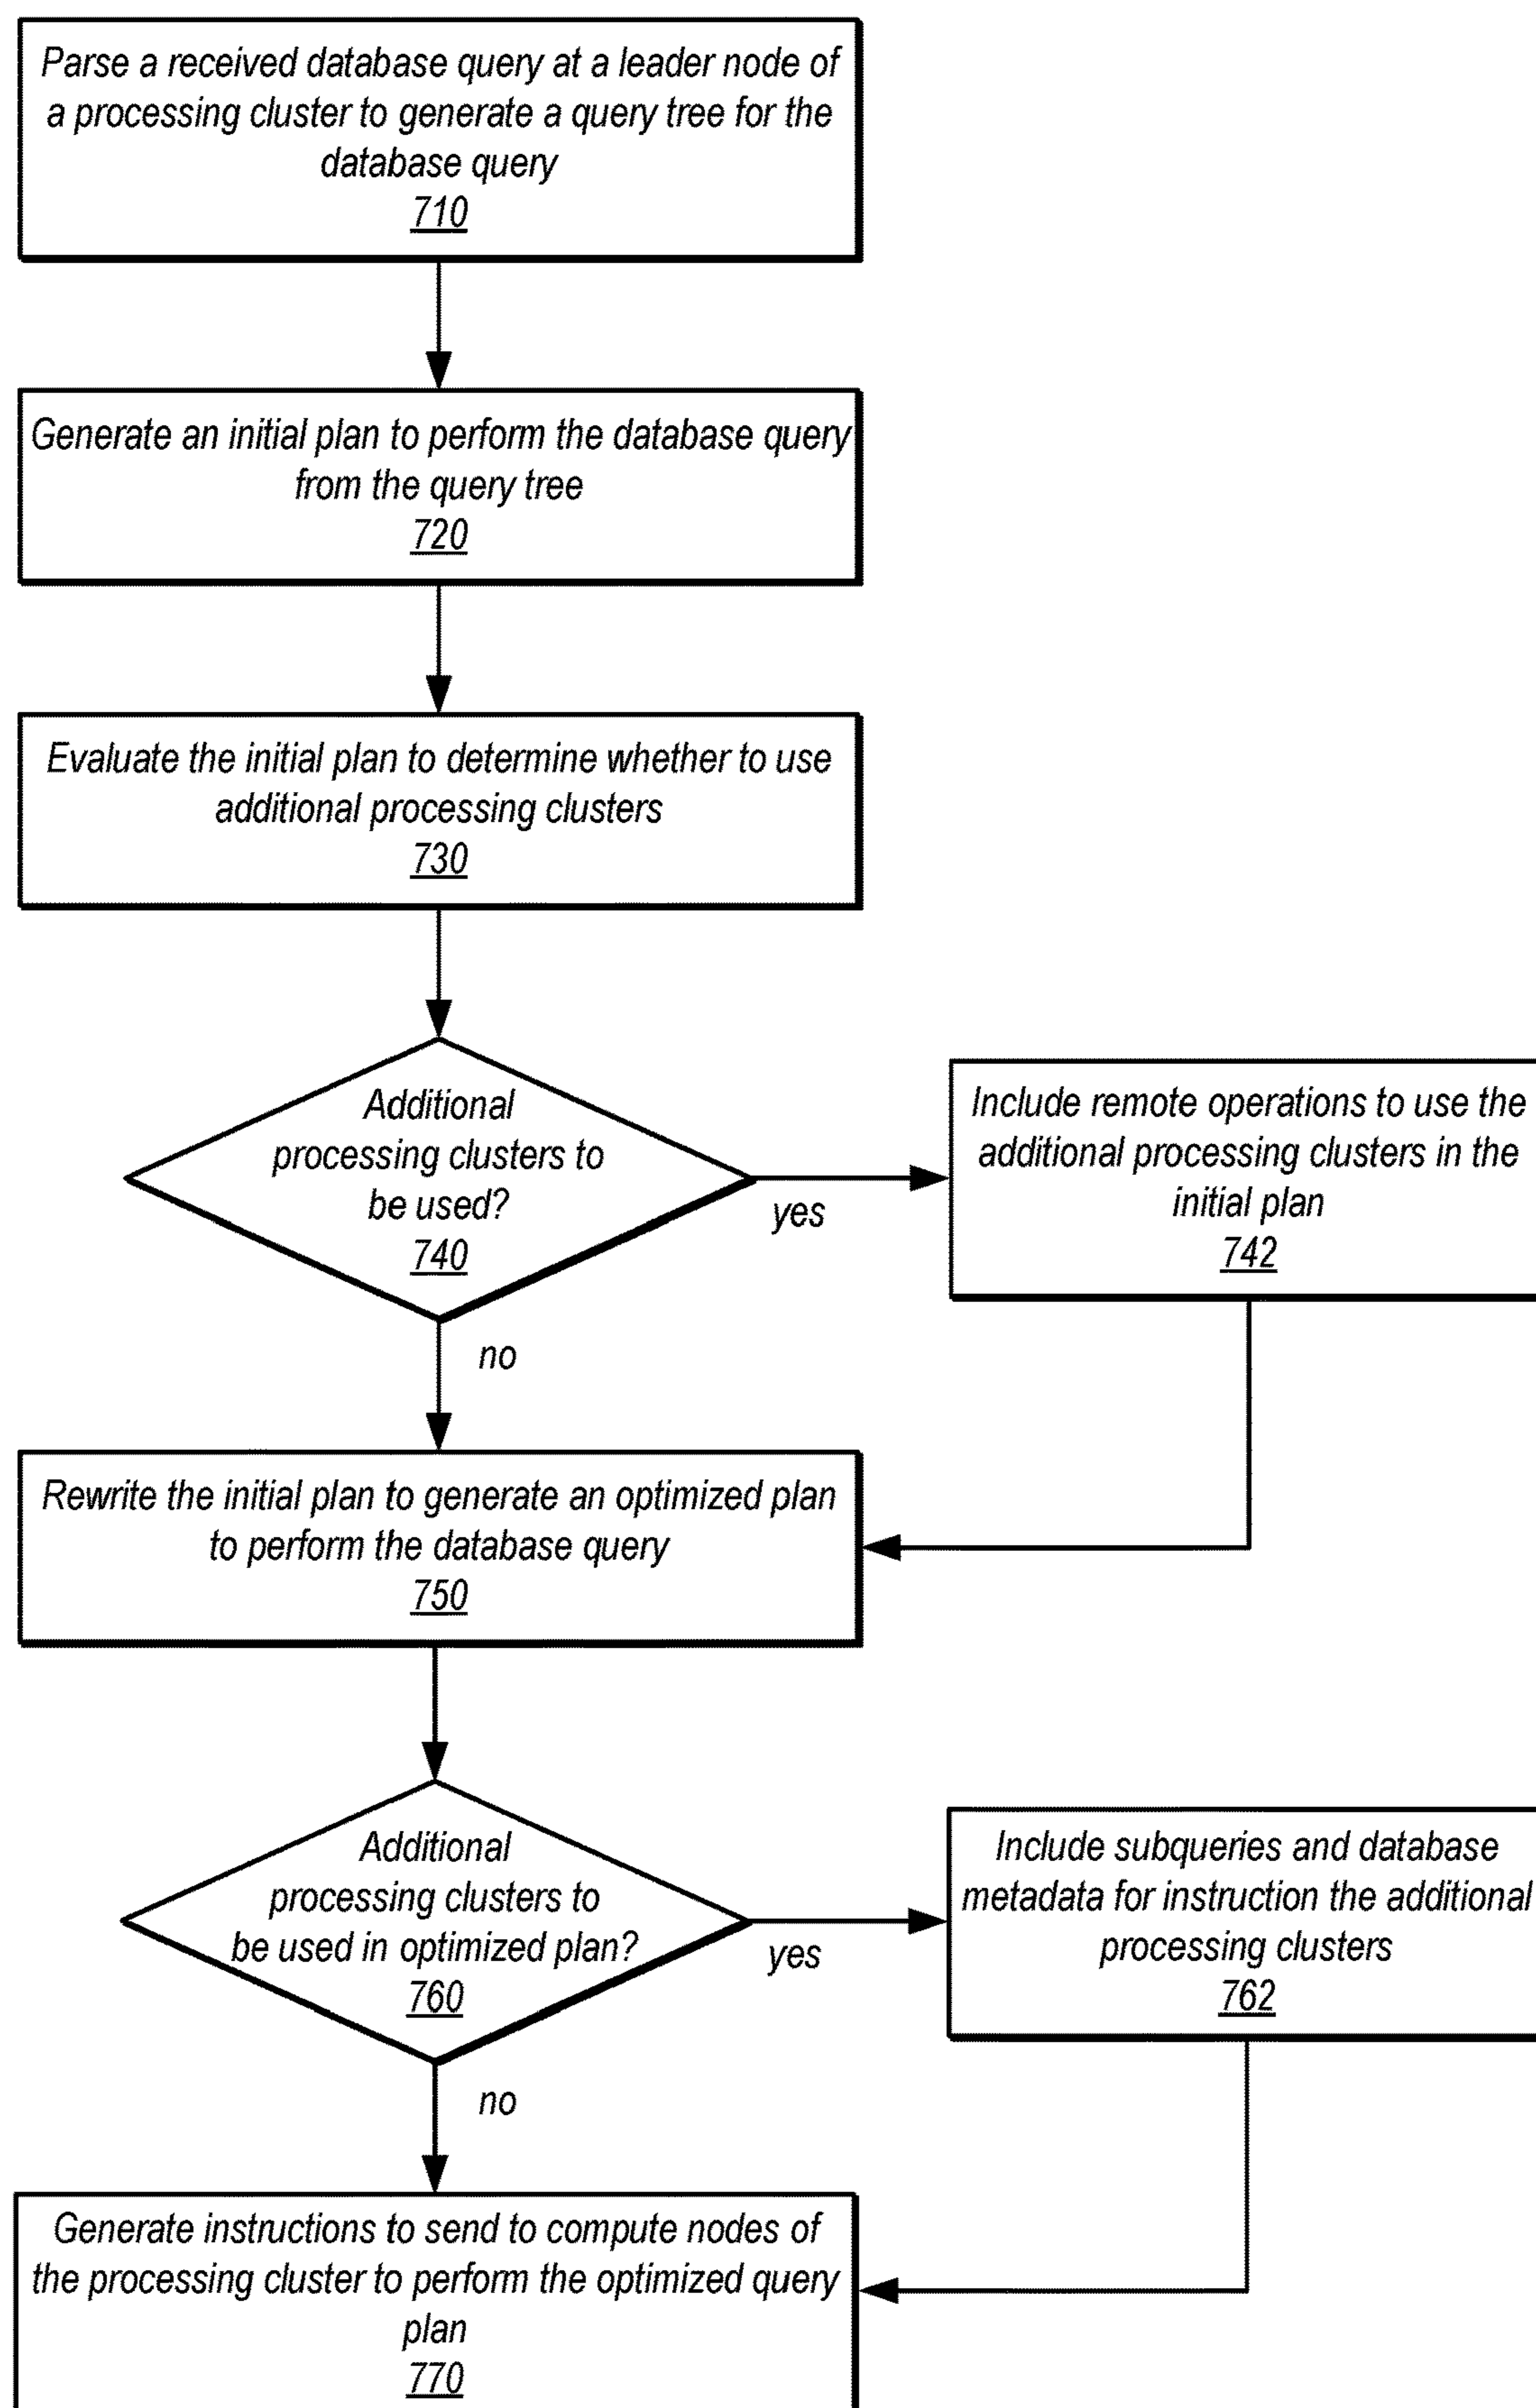 Parse a received database query at a leader node of
a processing cluster to generate a query tree for the
database query
710
Generate an initial plan to perform the database query
from the query tree
720
Evaluate the initial plan to determine whether to use
additional processing clusters
730
Additional
processing clusters to
be used?
740
yes
Include remote operations to use the
additional processing clusters in the
initial plan
742
no
Rewrite the initial plan to generate an optimized plan
to perform the database query
750
Additional
processing clusters to
be used in optimized plan?
760
yes
Include subqueries and database
metadata for instruction the additional
processing clusters
762
no
Generate instructions to send to compute nodes of
the processing cluster to perform the optimized query
plan
770